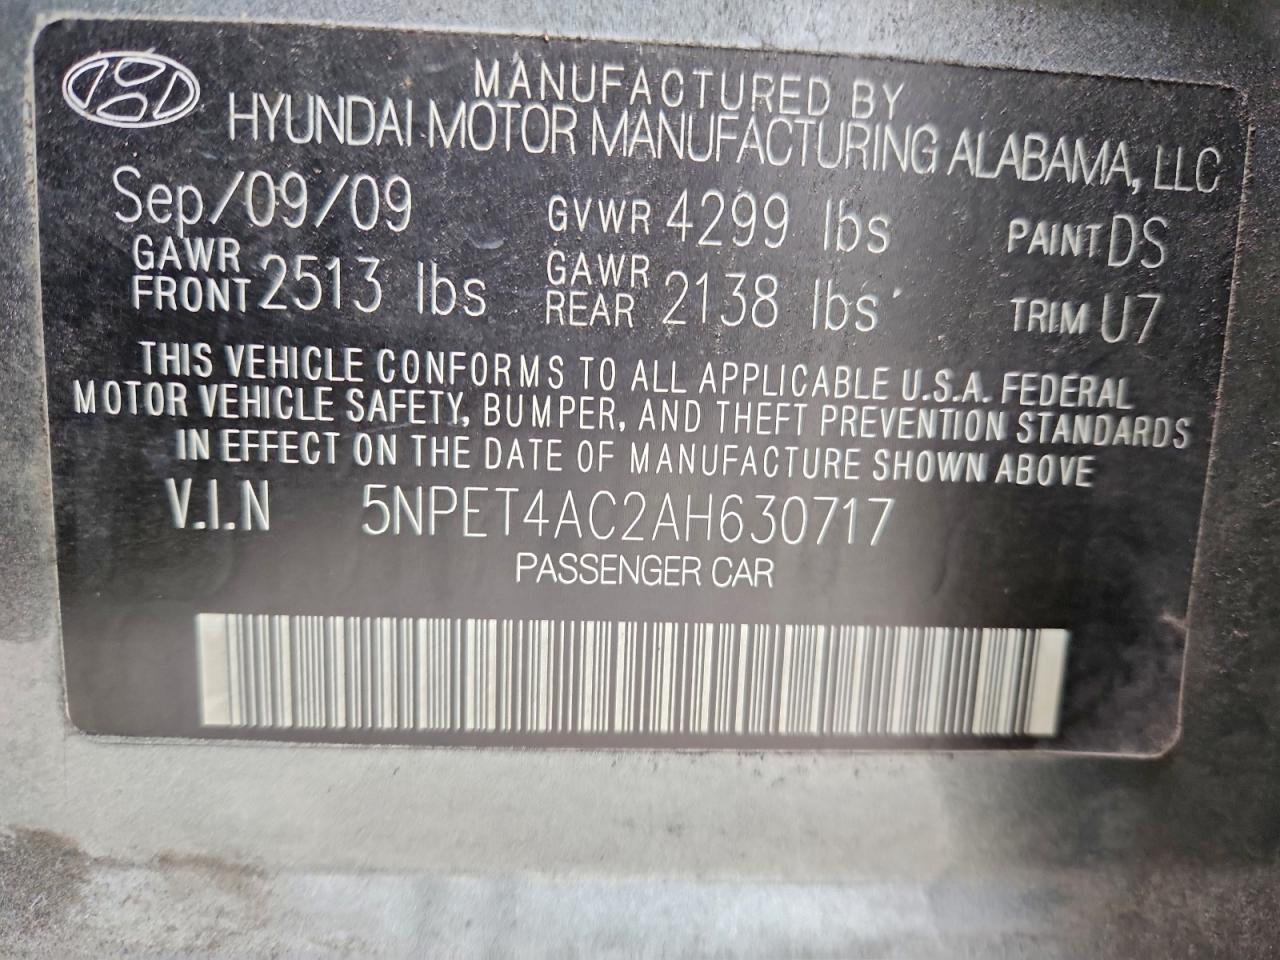 MANUFACTURED BY
HYUNDAI MOTOR MANUFACTURING ALABAMA, LLC
Sep/09/09 GVWR 4299 lbs PAINT DS
GAWR FRONT 2513 lbs GAWR REAR 2138 lbs TRIM U7
THIS VEHICLE CONFORMS TO ALL APPLICABLE U.S.A. FEDERAL
MOTOR VEHICLE SAFETY, BUMPER, AND THEFT PREVENTION STANDARDS
IN EFFECT ON THE DATE OF MANUFACTURE SHOWN ABOVE
V.I.N 5NPET4AC2AH630717
PASSENGER CAR